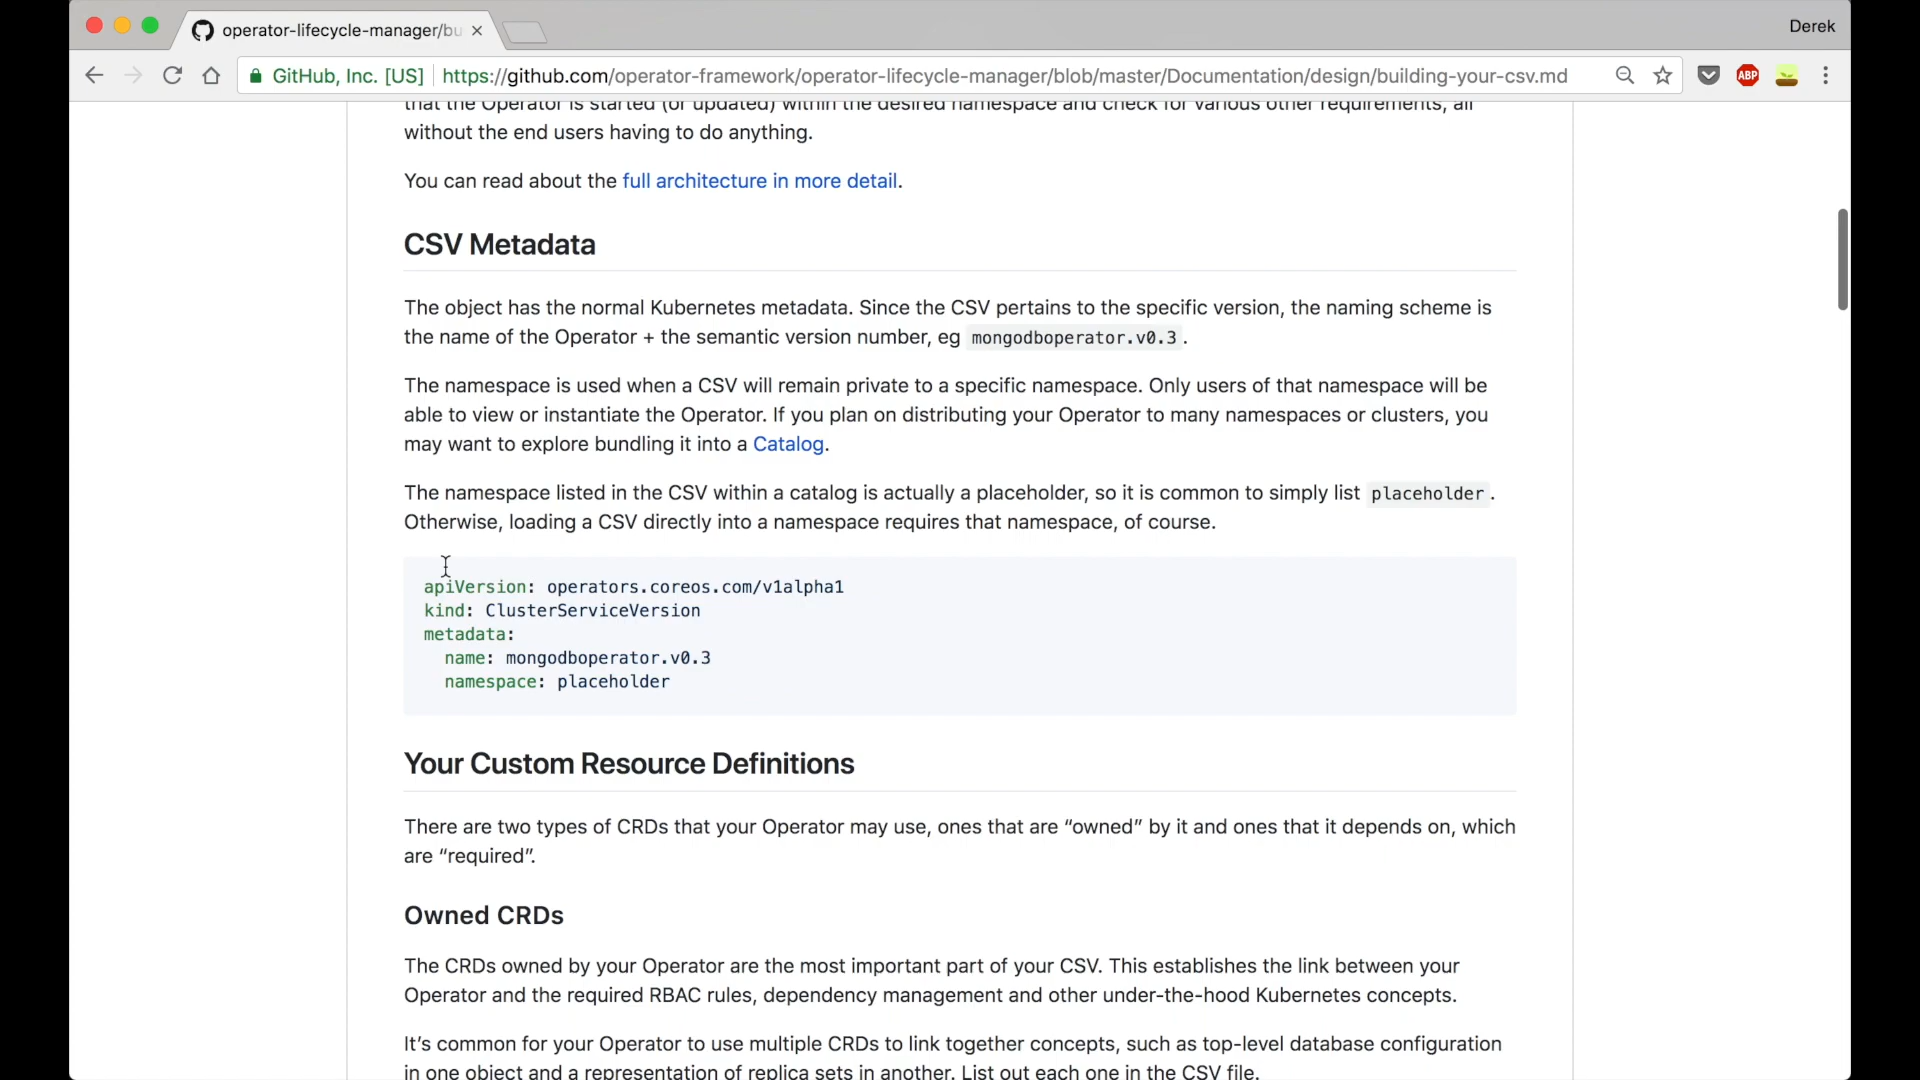 operator-lifecycle-manager/bu
Derek
GitHub, Inc. [US] https://github.com/operator-framework/operator-lifecycle-manager/blob/master/Documentation/design/building-your-csv.md
ABP
that the Operator is started (or updated) within the desired namespace and check for various other requirements, all
without the end users having to do anything.
You can read about the full architecture in more detail.
CSV Metadata
The object has the normal Kubernetes metadata. Since the CSV pertains to the specific version, the naming scheme is
the name of the Operator + the semantic version number, eg mongodboperator.v0.3.
The namespace is used when a CSV will remain private to a specific namespace. Only users of that namespace will be
able to view or instantiate the Operator. If you plan on distributing your Operator to many namespaces or clusters, you
may want to explore bundling it into a Catalog.
The namespace listed in the CSV within a catalog is actually a placeholder, so it is common to simply list placeholder.
Otherwise, loading a CSV directly into a namespace requires that namespace, of course.
apiVersion: operators.coreos.com/v1alpha1
kind: ClusterServiceVersion
metadata:
  name: mongodboperator.v0.3
  namespace: placeholder
Your Custom Resource Definitions
There are two types of CRDs that your Operator may use, ones that are “owned” by it and ones that it depends on, which
are “required”.
Owned CRDs
The CRDs owned by your Operator are the most important part of your CSV. This establishes the link between your
Operator and the required RBAC rules, dependency management and other under-the-hood Kubernetes concepts.
It’s common for your Operator to use multiple CRDs to link together concepts, such as top-level database configuration
in one object and a representation of replica sets in another. List out each one in the CSV file.